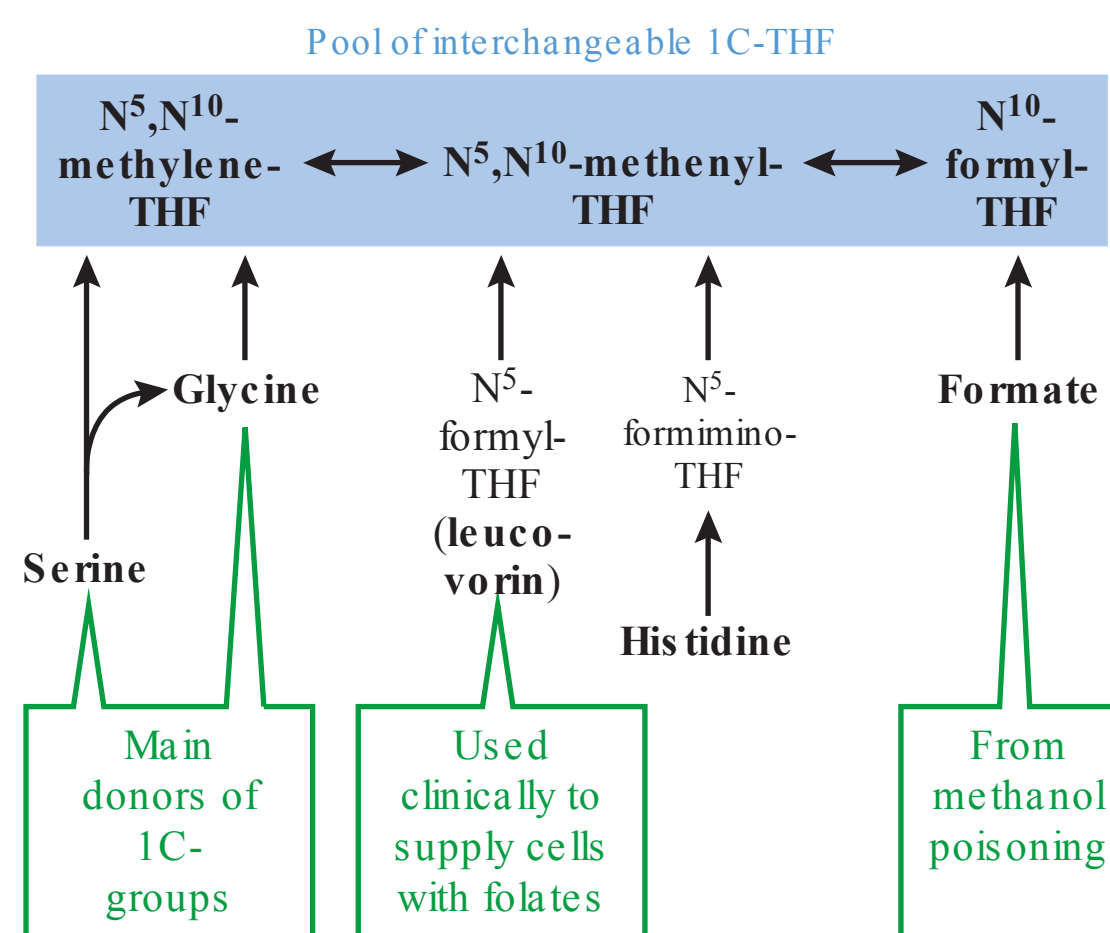 Pool of interchangeable 1C-THF
N⁵,N¹⁰-
methylene-
THF
N⁵,N¹⁰-methenyl-
THF
N¹⁰-
formyl-
THF
Glycine
Serine
N⁵-
formyl-
THF
(leuco-
vorin)
N⁵-
formimino-
THF
Histidine
Formate
Main
donors of
1C-
groups
Used
clinically to
supply cells
with folates
From
methanol
poisoning